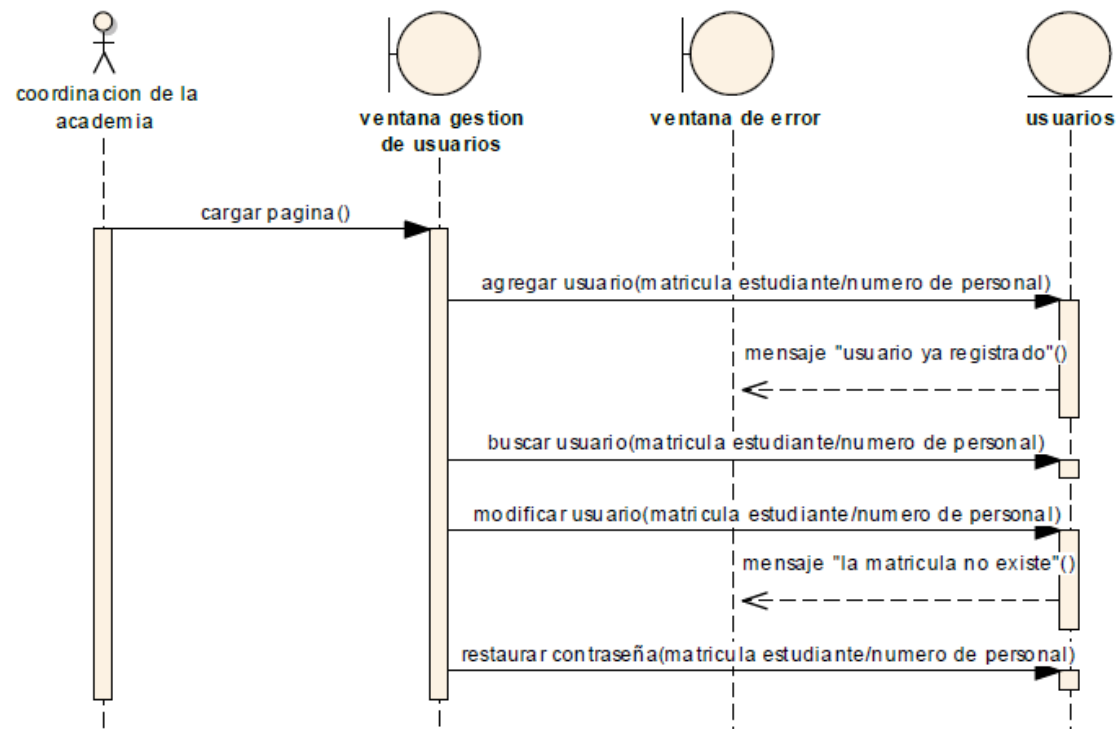 coordinacion de la
academia
ventana gestion
de usuarios
ventana de error
usuarios
cargar pagina()
agregar usuario(matricula estudiante/numero de personal)
mensaje "usuario ya registrado"()
buscar usuario(matricula estudiante/numero de personal)
modificar usuario(matricula estudiante/numero de personal)
mensaje "la matricula no existe"()
restaurar contraseña(matricula estudiante/numero de personal)